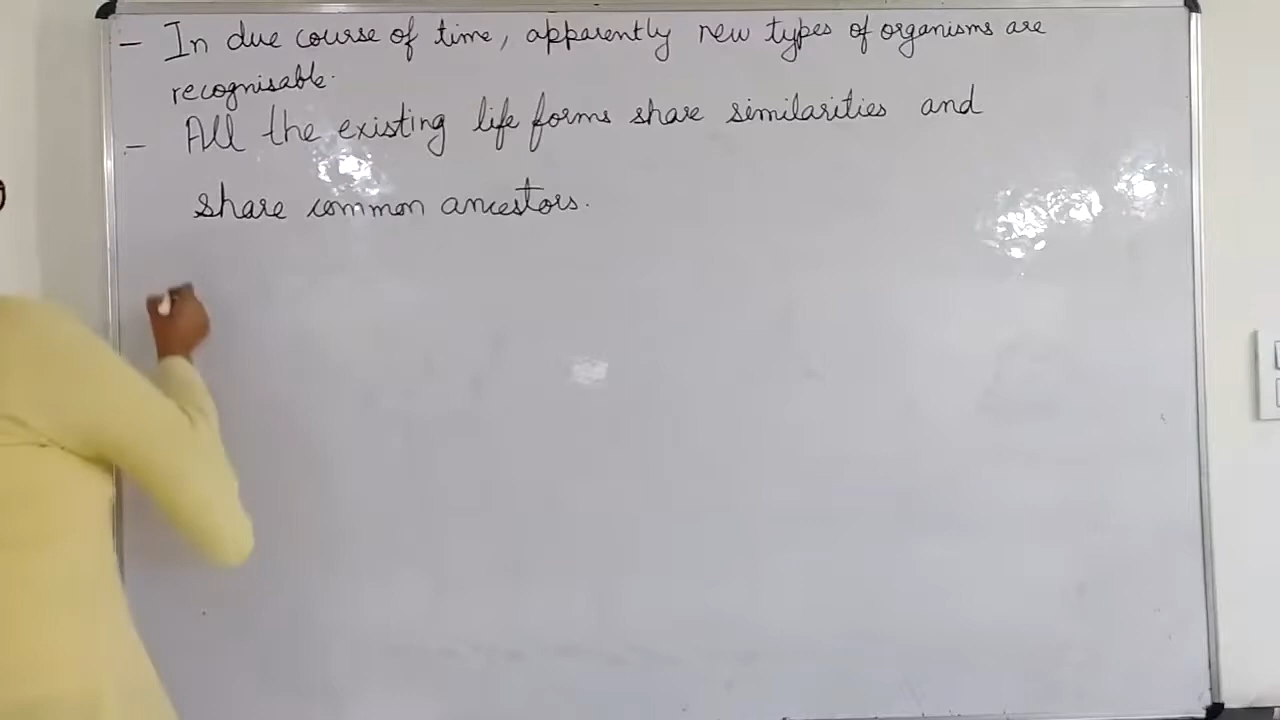 - In due course of time, apparently new types of organisms are
recognisable.
- All the existing life forms share similarities and
share common ancestors.